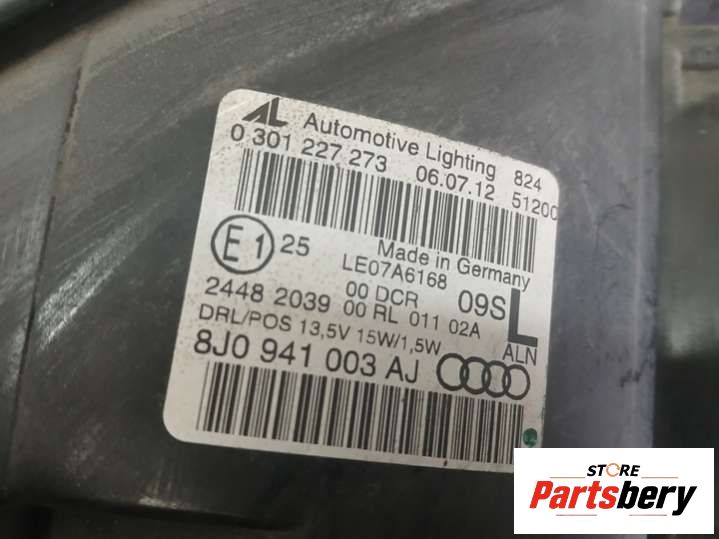 AL Automotive Lighting 824
0 301 227 273 06.07.12 5120
Made in Germany
E1 25 LE07A6168
00 DCR 09S L
2448 2039 00 RL 011 02A
DRL/POS 13,5V 15W/1,5W ALN
8J0 941 003 AJ
STORE
Partsbery